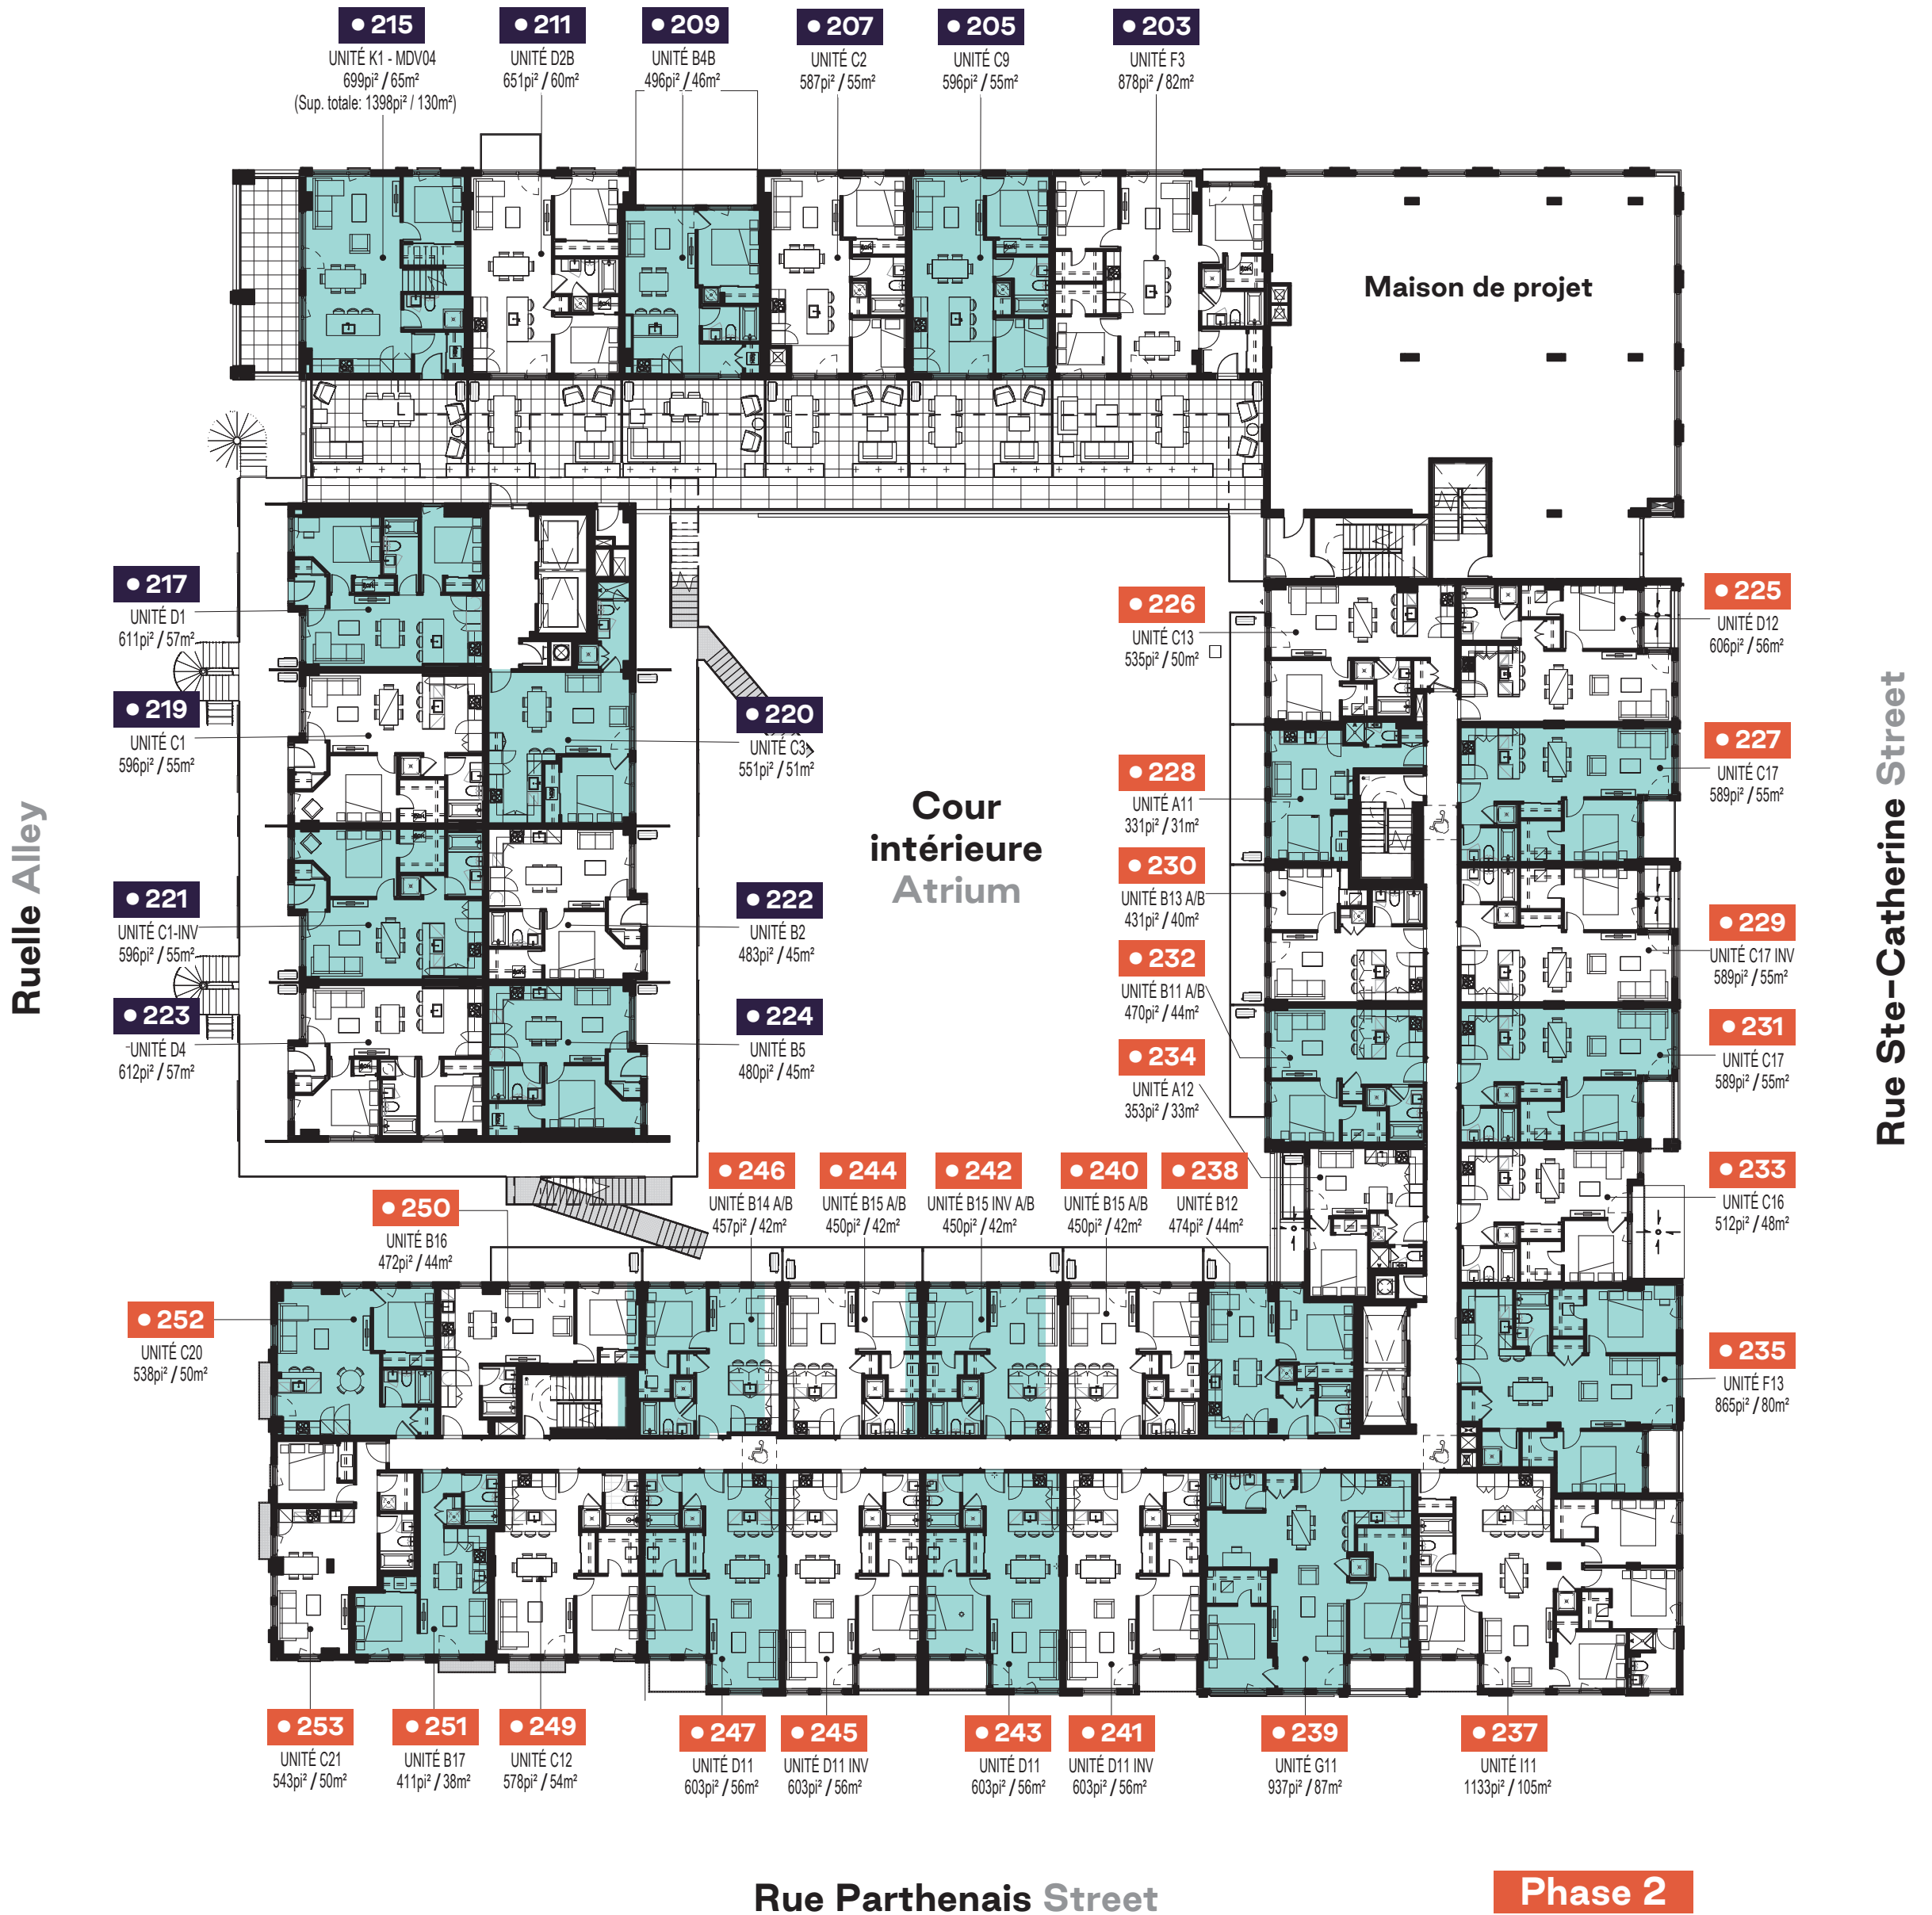 215
UNITÉ K1 - MDV04
699pi² / 65m²
(Sup. totale: 1398pi² / 130m²)
211
UNITÉ D2B
651pi² / 60m²
209
UNITÉ B4B
496pi² / 46m²
207
UNITÉ C2
587pi² / 55m²
205
UNITÉ C9
596pi² / 55m²
203
UNITÉ F3
878pi² / 82m²
Maison de projet
217
UNITÉ D1
611pi² / 57m²
219
UNITÉ C1
596pi² / 55m²
221
UNITÉ C1-INV
596pi² / 55m²
223
UNITÉ D4
612pi² / 57m²
220
UNITÉ C3
551pi² / 51m²
222
UNITÉ B2
483pi² / 45m²
224
UNITÉ B5
480pi² / 45m²
Ruelle Alley
Cour
intérieure
Atrium
226
UNITÉ C13
535pi² / 50m²
228
UNITÉ A11
331pi² / 31m²
230
UNITÉ B13 A/B
431pi² / 40m²
232
UNITÉ B11 A/B
470pi² / 44m²
234
UNITÉ A12
353pi² / 33m²
225
UNITÉ D12
606pi² / 56m²
227
UNITÉ C17
589pi² / 55m²
229
UNITÉ C17 INV
589pi² / 55m²
231
UNITÉ C17
589pi² / 55m²
233
UNITÉ C16
512pi² / 48m²
235
UNITÉ F13
865pi² / 80m²
Rue Ste-Catherine Street
250
UNITÉ B16
472pi² / 44m²
246
UNITÉ B14 A/B
457pi² / 42m²
244
UNITÉ B15 A/B
450pi² / 42m²
242
UNITÉ B15 INV A/B
450pi² / 42m²
240
UNITÉ B15 A/B
450pi² / 42m²
238
UNITÉ B12
474pi² / 44m²
252
UNITÉ C20
538pi² / 50m²
253
UNITÉ C21
543pi² / 50m²
251
UNITÉ B17
411pi² / 38m²
249
UNITÉ C12
578pi² / 54m²
247
UNITÉ D11
603pi² / 56m²
245
UNITÉ D11 INV
603pi² / 56m²
243
UNITÉ D11
603pi² / 56m²
241
UNITÉ D11 INV
603pi² / 56m²
239
UNITÉ G11
937pi² / 87m²
237
UNITÉ I11
1133pi² / 105m²
Rue Parthenais Street
Phase 2